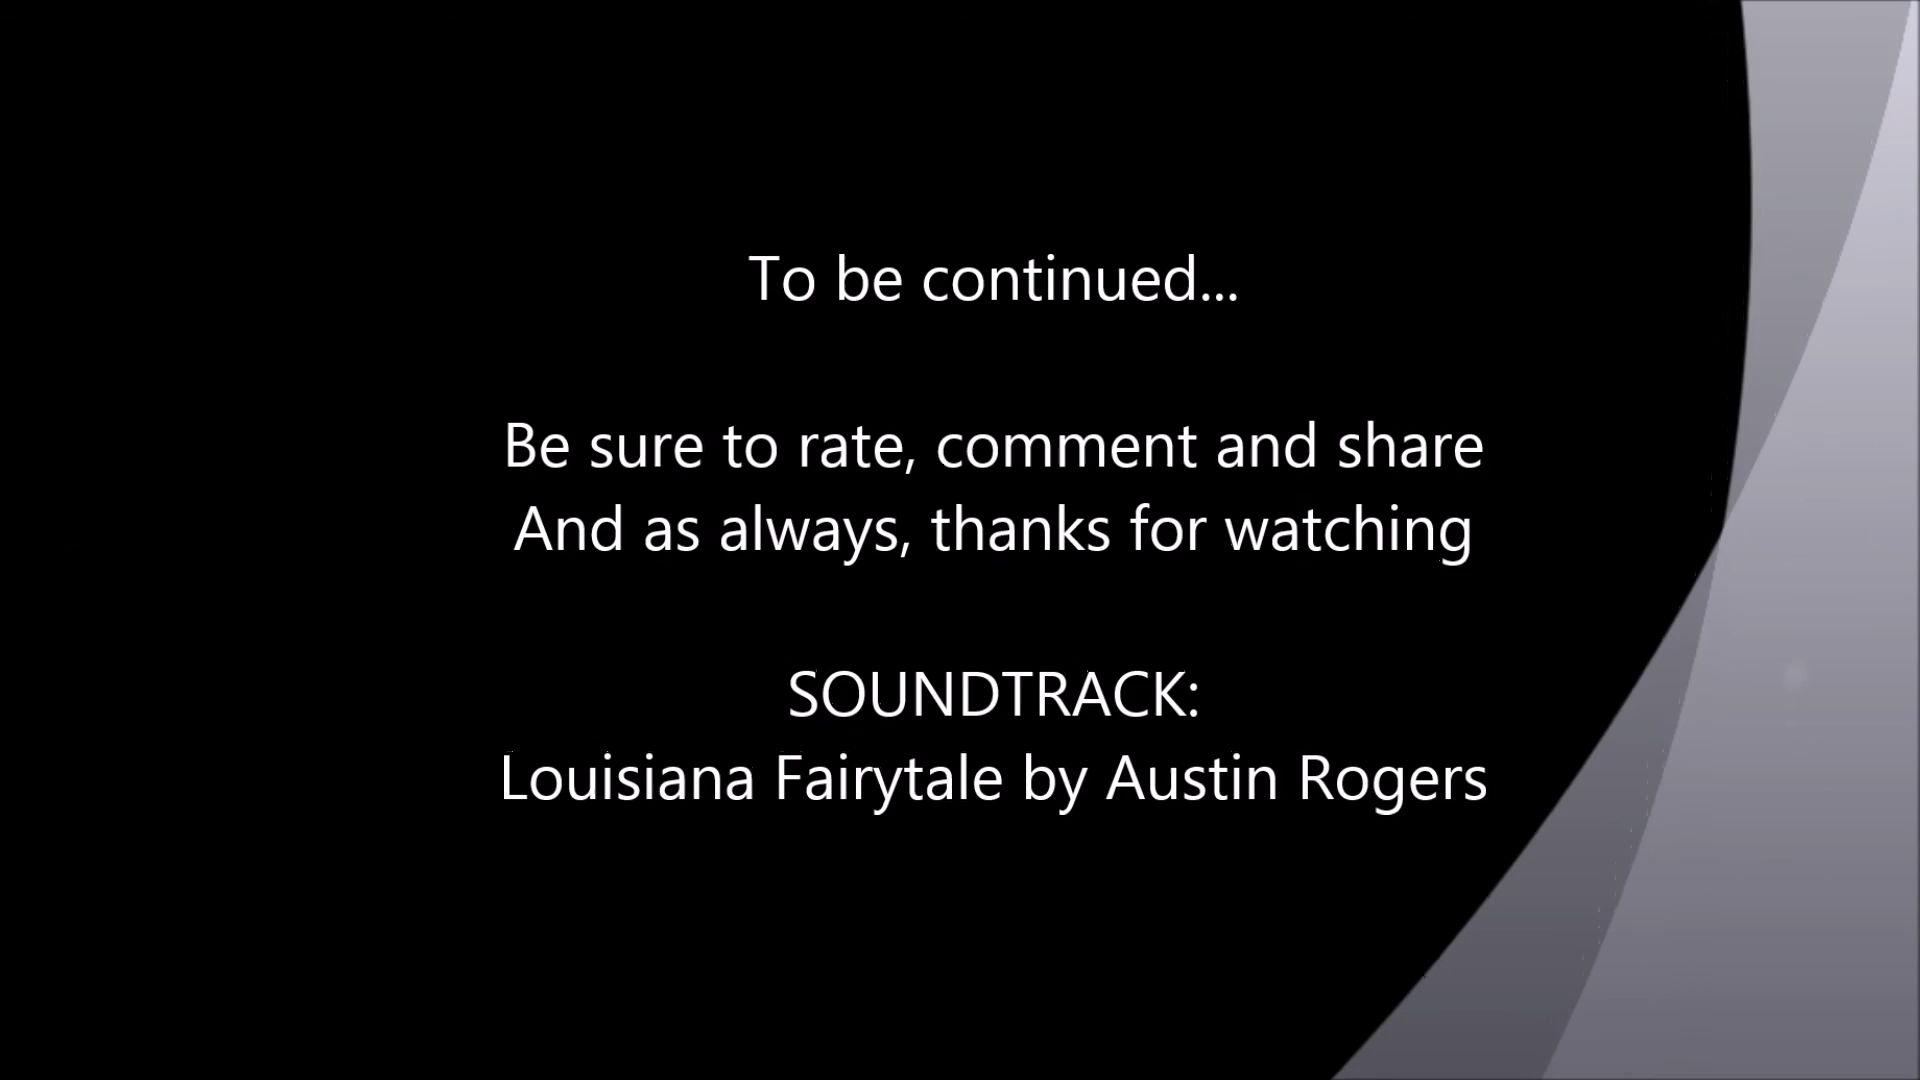 To be continued...
Be sure to rate, comment and share
And as always, thanks for watching
SOUNDTRACK:
Louisiana Fairytale by Austin Rogers